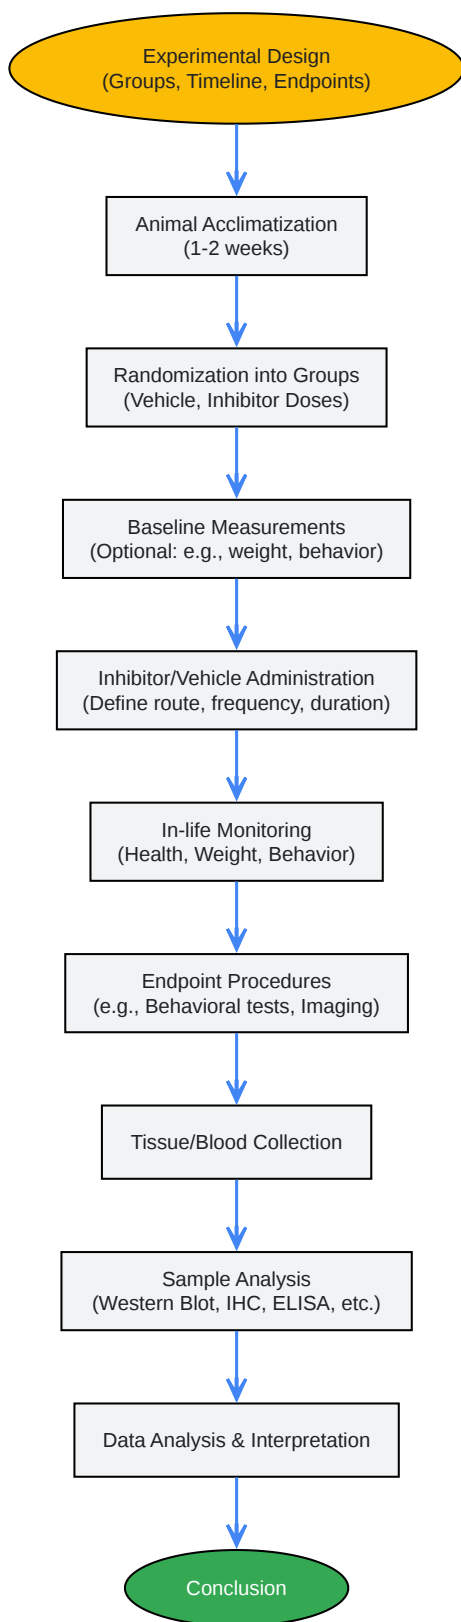 Experimental Design
(Groups, Timeline, Endpoints)
Animal Acclimatization
(1-2 weeks)
Randomization into Groups
(Vehicle, Inhibitor Doses)
Baseline Measurements
(Optional: e.g., weight, behavior)
Inhibitor/Vehicle Administration
(Define route, frequency, duration)
In-life Monitoring
(Health, Weight, Behavior)
Endpoint Procedures
(e.g., Behavioral tests, Imaging)
Tissue/Blood Collection
Sample Analysis
(Western Blot, IHC, ELISA, etc.)
Data Analysis & Interpretation
Conclusion